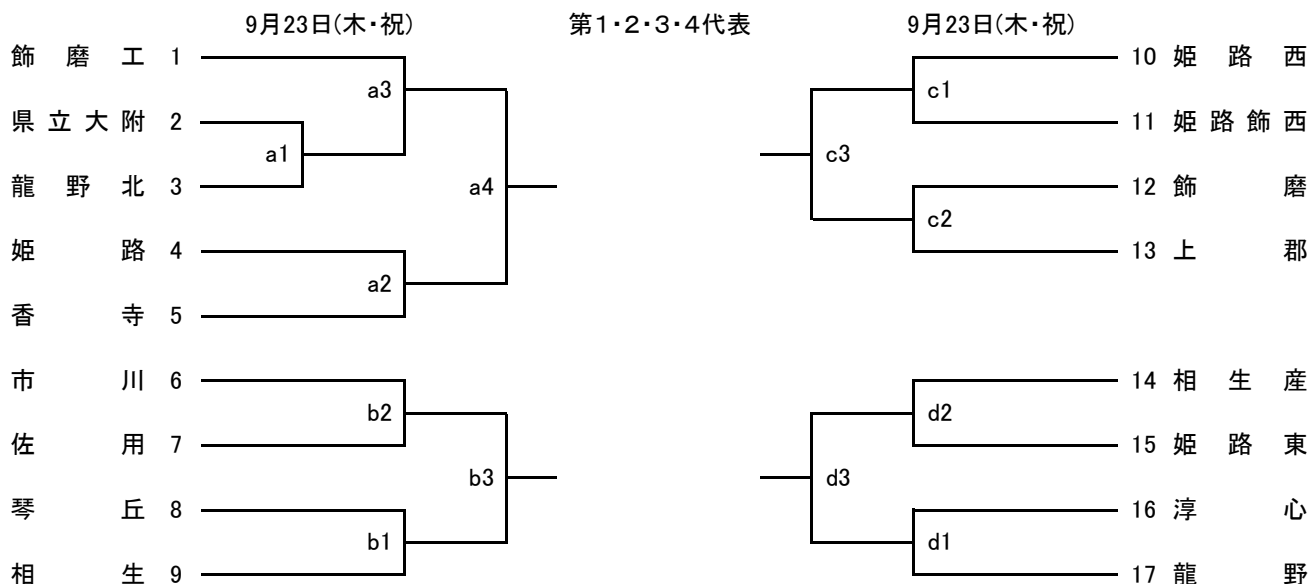 9月23日(木・祝) 第1・2・3・4代表 9月23日(木・祝)
飾磨工 1
a3
県立大附 2
a1
龍野北 3
a4
姫路 4
a2
香寺 5
市川 6
b2
佐用 7
b3
琴丘 8
b1
相生 9
10 姫路西
c1
11 姫路飾西
c3
12 飾磨
c2
13 上郡
14 相生産
d2
15 姫路東
d3
16 淳心
d1
17 龍野